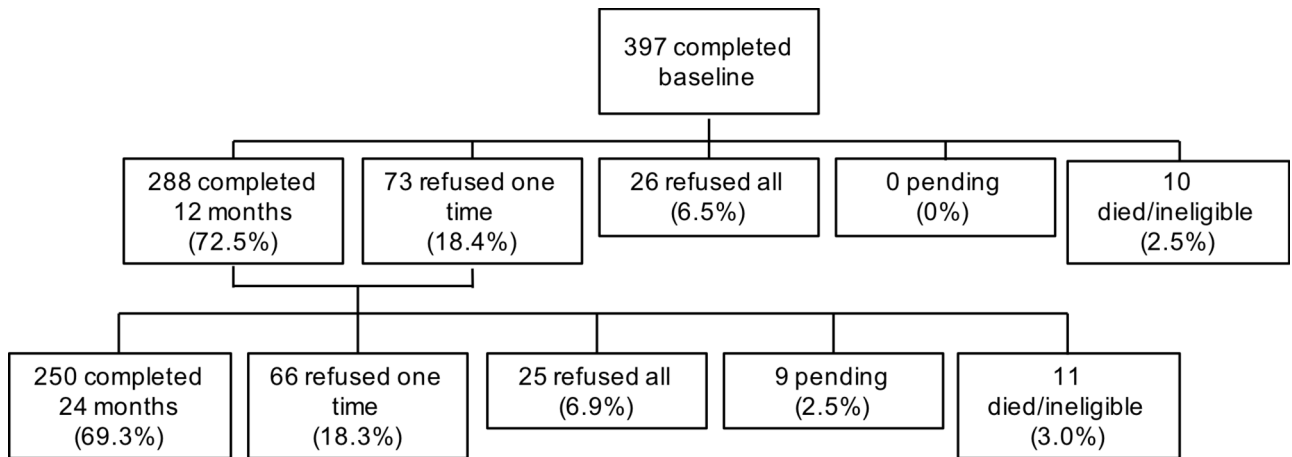 397 completed
baseline
288 completed
12 months
(72.5%)
73 refused one
time
(18.4%)
26 refused all
(6.5%)
0 pending
(0%)
10
died/ineligible
(2.5%)
250 completed
24 months
(69.3%)
66 refused one
time
(18.3%)
25 refused all
(6.9%)
9 pending
(2.5%)
11
died/ineligible
(3.0%)